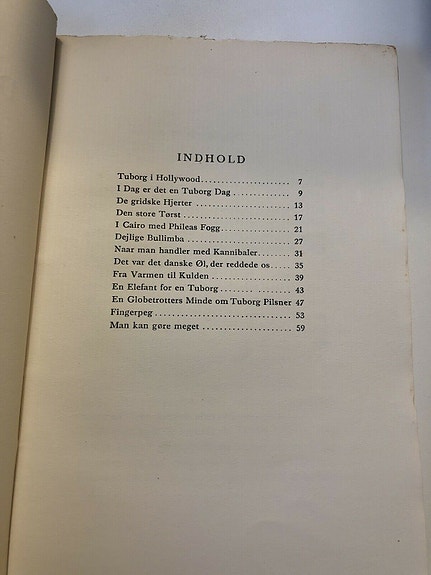 INDHOLD
Tuborg i Hollywood...................... 7
I Dag er det en Tuborg Dag.............. 9
De gridske Hjerter ..................... 13
Den store Tørst ........................ 17
I Cairo med Phileas Fogg................ 21
Dejlige Bullimba ....................... 27
Naar man handler med Kannibaler......... 31
Det var det danske Øl, der reddede os..... 35
Fra Varmen til Kulden .................. 39
En Elefant for en Tuborg ............... 43
En Globetrotters Minde om Tuborg Pilsner 47
Fingerpeg .............................. 53
Man kan gøre meget ..................... 59